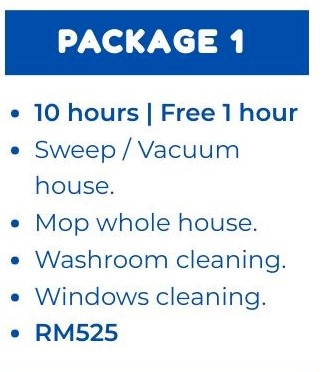 PACKAGE 1
• 10 hours | Free 1 hour
• Sweep / Vacuum
house.
• Mop whole house.
• Washroom cleaning.
• Windows cleaning.
• RM525